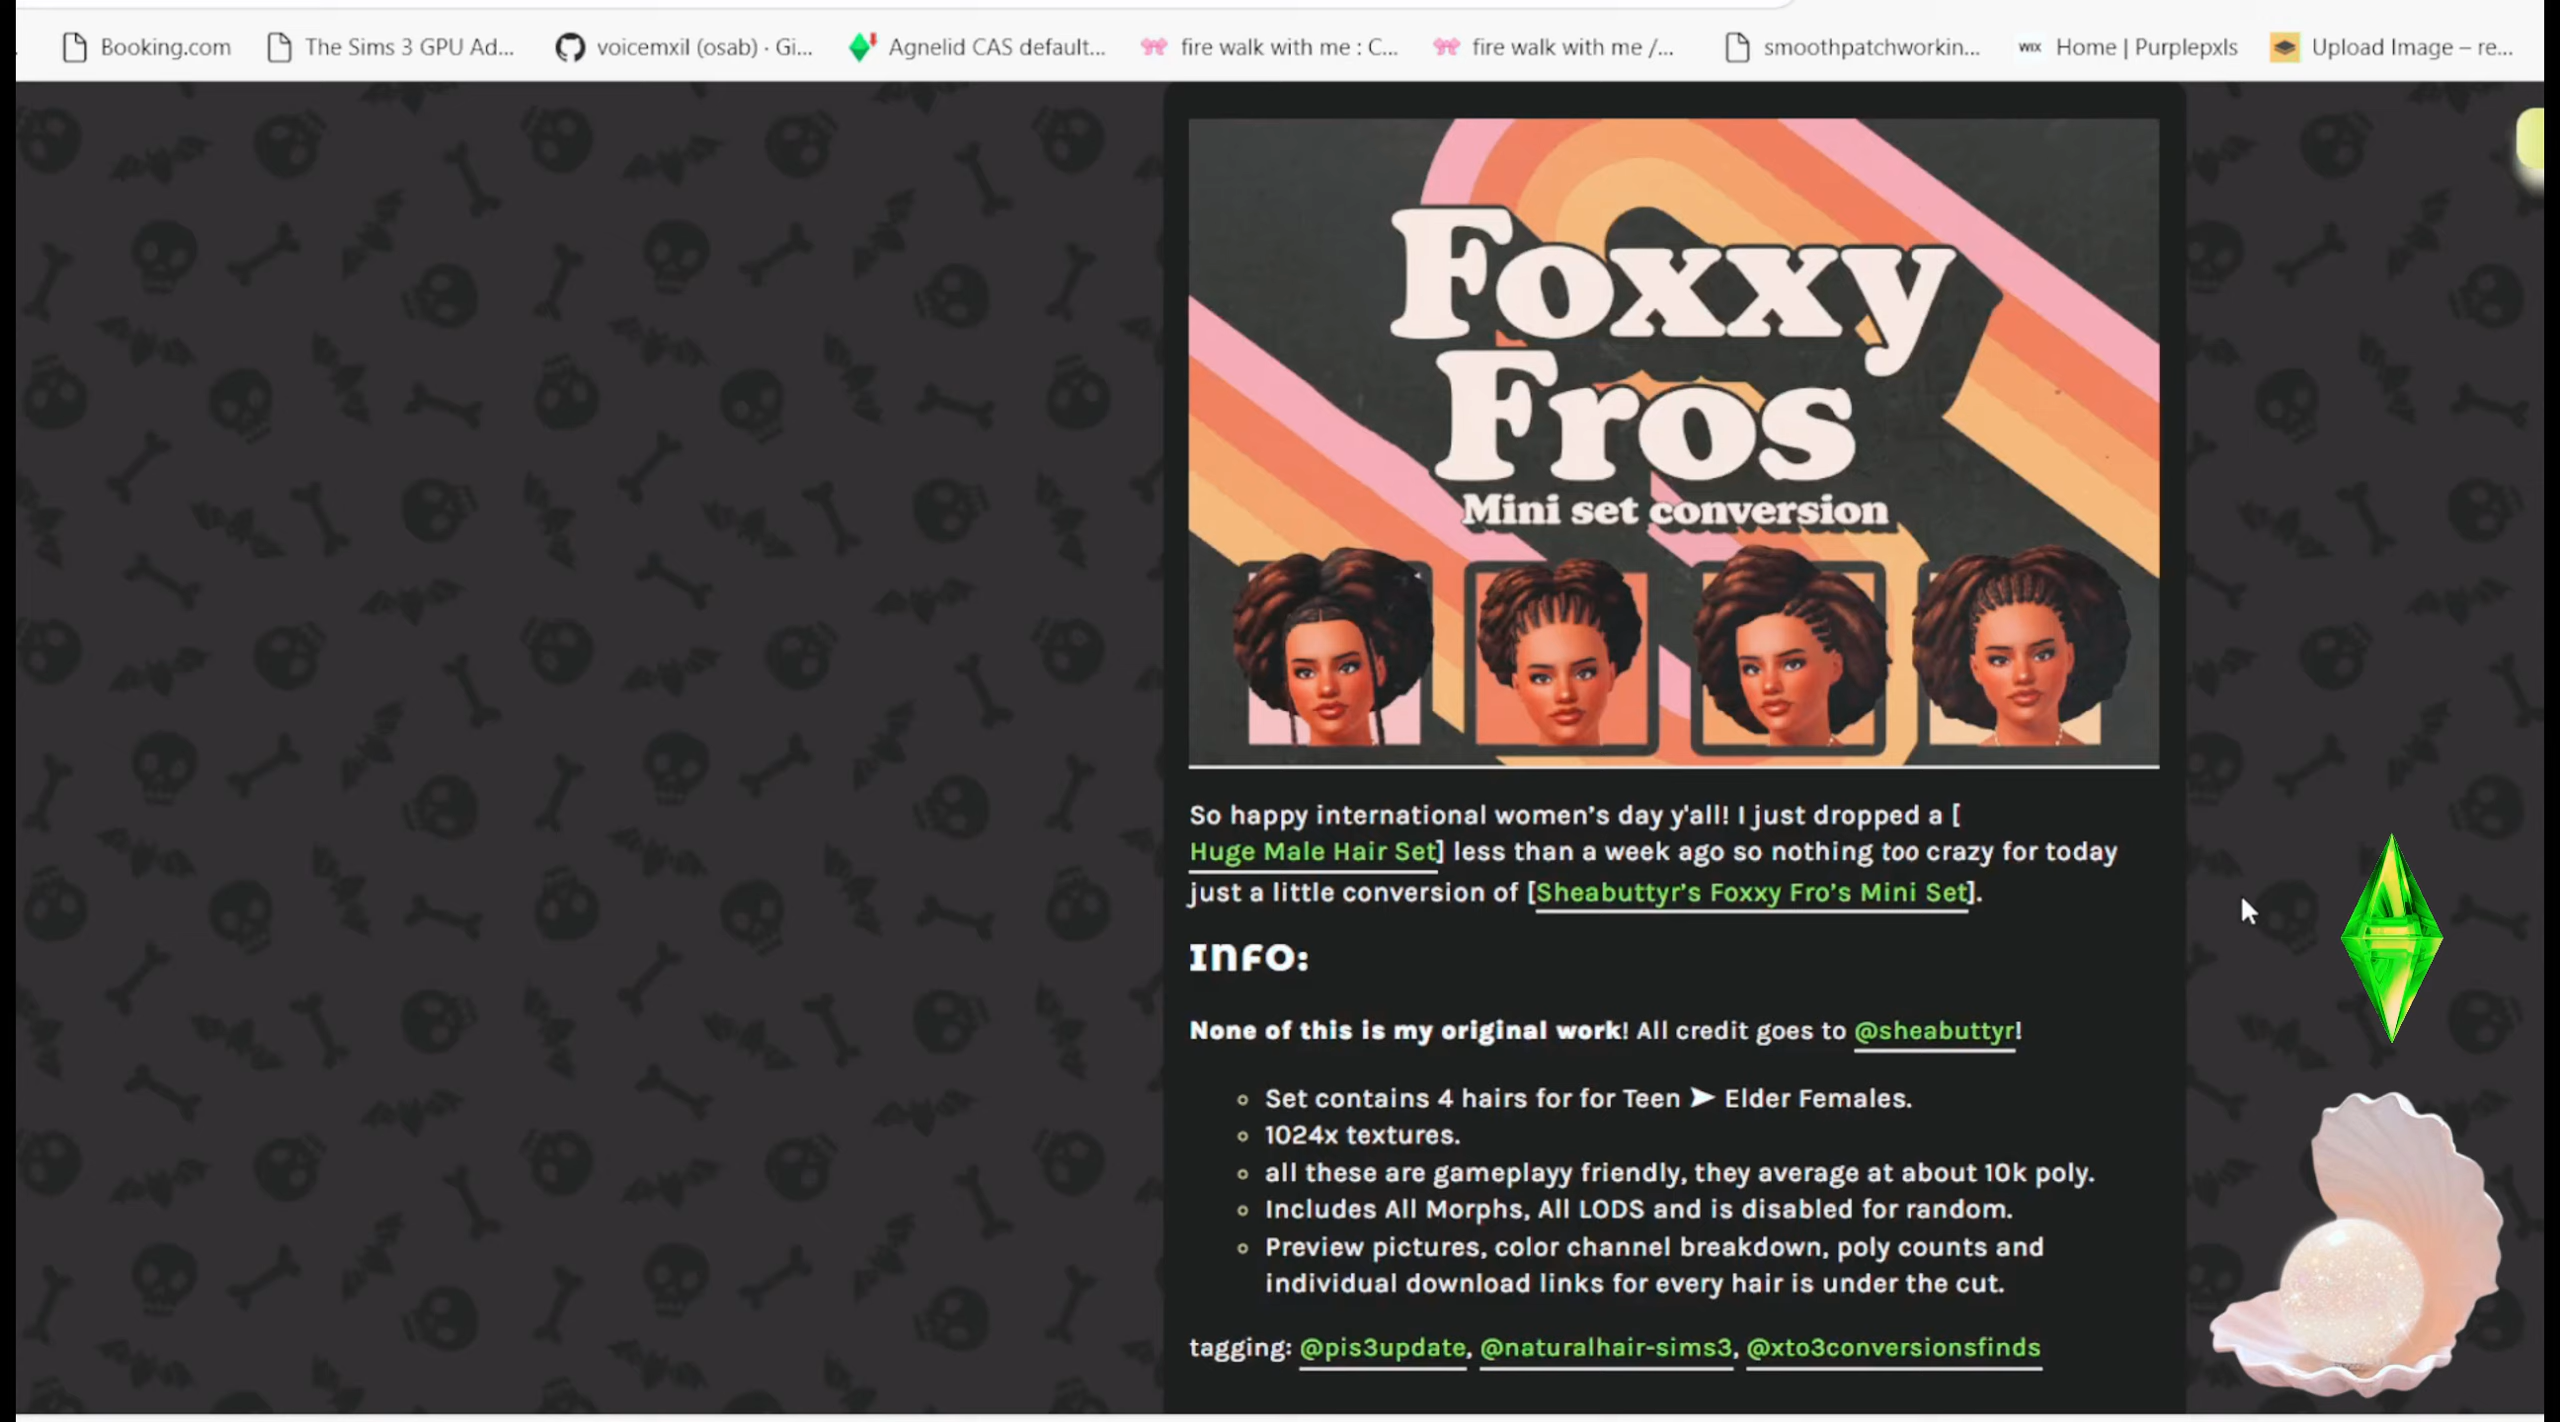 Booking.com
The Sims 3 GPU Ad...
voicemxil (osab) · Gi...
Agnelid CAS default...
fire walk with me : C...
fire walk with me /...
smoothpatchworkin...
WIX
Home | Purplepxls
Upload Image – re...
Foxxy
Fros
Mini set conversion
So happy international women's day y'all! I just dropped a [
Huge Male Hair Set] less than a week ago so nothing too crazy for today
just a little conversion of [Sheabuttyr's Foxxy Fro's Mini Set].
INFO:
None of this is my original work! All credit goes to @sheabuttyr!
Set contains 4 hairs for for Teen ➤ Elder Females.
1024x textures.
all these are gameplayy friendly, they average at about 10k poly.
Includes All Morphs, All LODS and is disabled for random.
Preview pictures, color channel breakdown, poly counts and
individual download links for every hair is under the cut.
tagging: @pis3update, @naturalhair-sims3, @xto3conversionsfinds